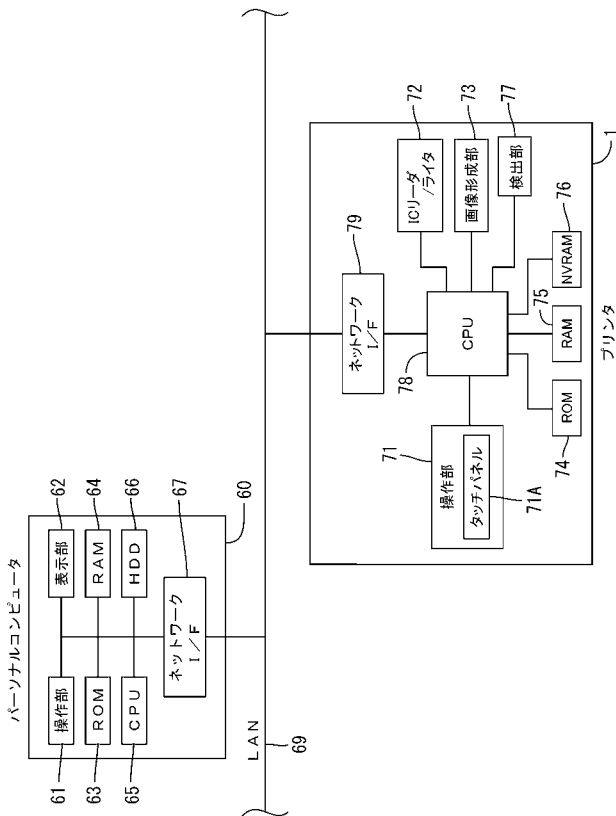 パーソナルコンピュータ
61
操作部
表示部
62
63
ROM
RAM
64
65
CPU
HDD
66
ネットワーク
I/F
67
60
LAN
69
79
ネットワーク
I/F
72
ICリーダ
/ライタ
73
画像形成部
77
検出部
78
CPU
71
操作部
タッチパネル
71A
74
ROM
75
RAM
76
NVRAM
1
プリンタ